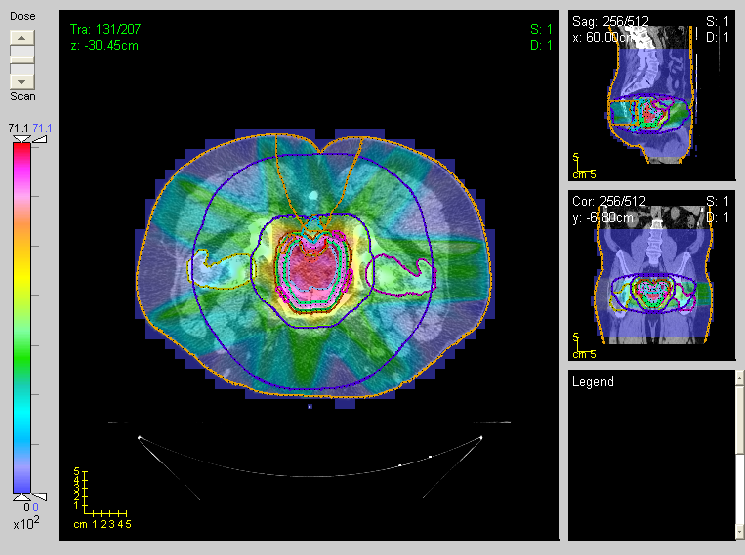 Dose
Scan
71.1 71.1
0 0
x10²
Tra: 131/207
z: -30.45cm
S: 1
D: 1
5
4
3
2
1
cm 1 2 3 4 5
Sag: 256/512
x: 60.00cm
S: 1
D: 1
5
cm 5
Cor: 256/512
y: -6.80cm
S: 1
D: 1
5
cm 5
Legend